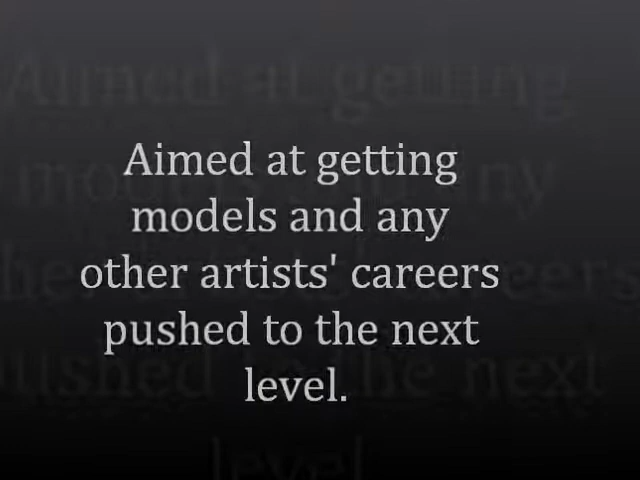 Aimed at getting
models and any
other artists' careers
pushed to the next
level.